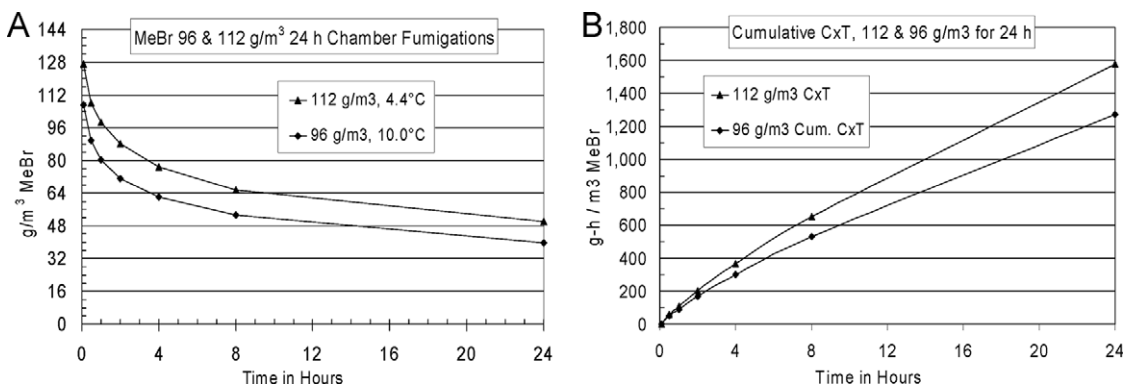 A
MeBr 96 & 112 g/m³ 24 h Chamber Fumigations
112 g/m3, 4.4°C
96 g/m3, 10.0°C
g/m³ MeBr
144
128
112
96
80
64
48
32
16
0
0 4 8 12 16 20 24
Time in Hours
B
Cumulative CxT, 112 & 96 g/m3 for 24 h
112 g/m3 CxT
96 g/m3 Cum. CxT
g-h / m3 MeBr
1,800
1,600
1,400
1,200
1,000
800
600
400
200
0
0 4 8 12 16 20 24
Time in Hours